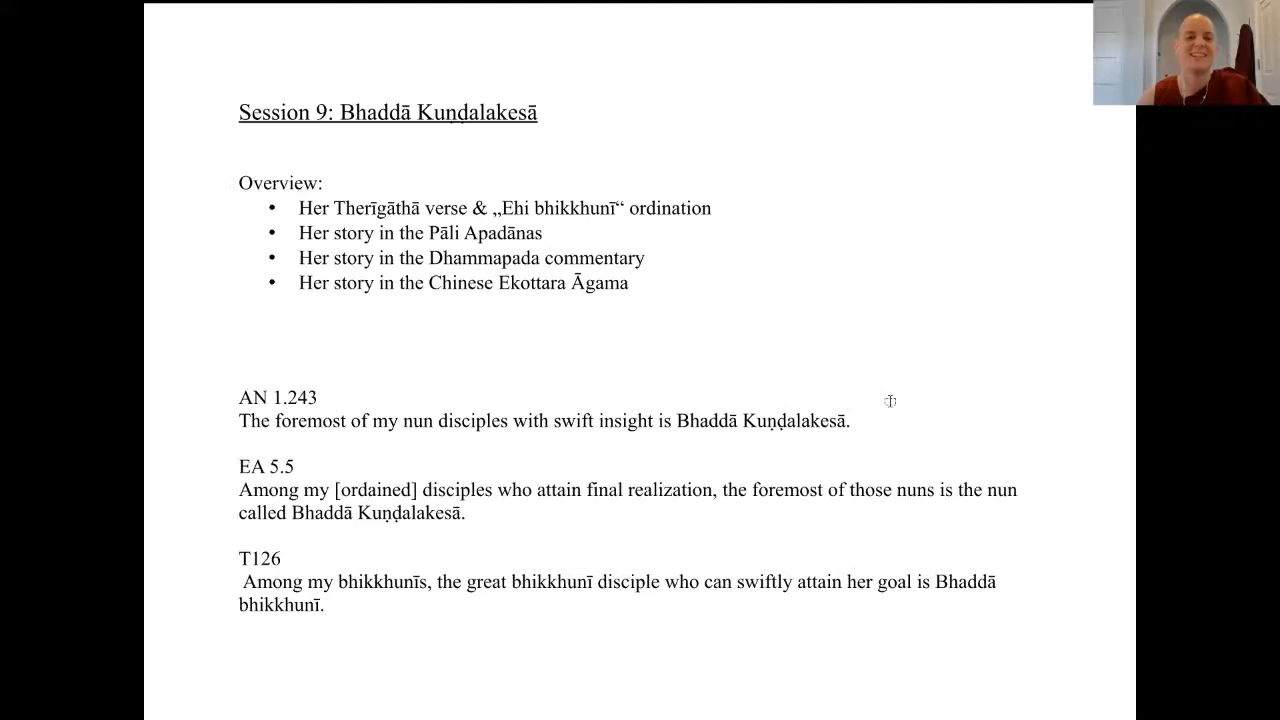 Session 9: Bhaddā Kuṇḍalakesā
Overview:
• Her Therīgāthā verse & „Ehi bhikkhunī“ ordination
• Her story in the Pāli Apadānas
• Her story in the Dhammapada commentary
• Her story in the Chinese Ekottara Āgama
AN 1.243
The foremost of my nun disciples with swift insight is Bhaddā Kuṇḍalakesā.
EA 5.5
Among my [ordained] disciples who attain final realization, the foremost of those nuns is the nun
called Bhaddā Kuṇḍalakesā.
T126
Among my bhikkhunīs, the great bhikkhunī disciple who can swiftly attain her goal is Bhaddā
bhikkhunī.